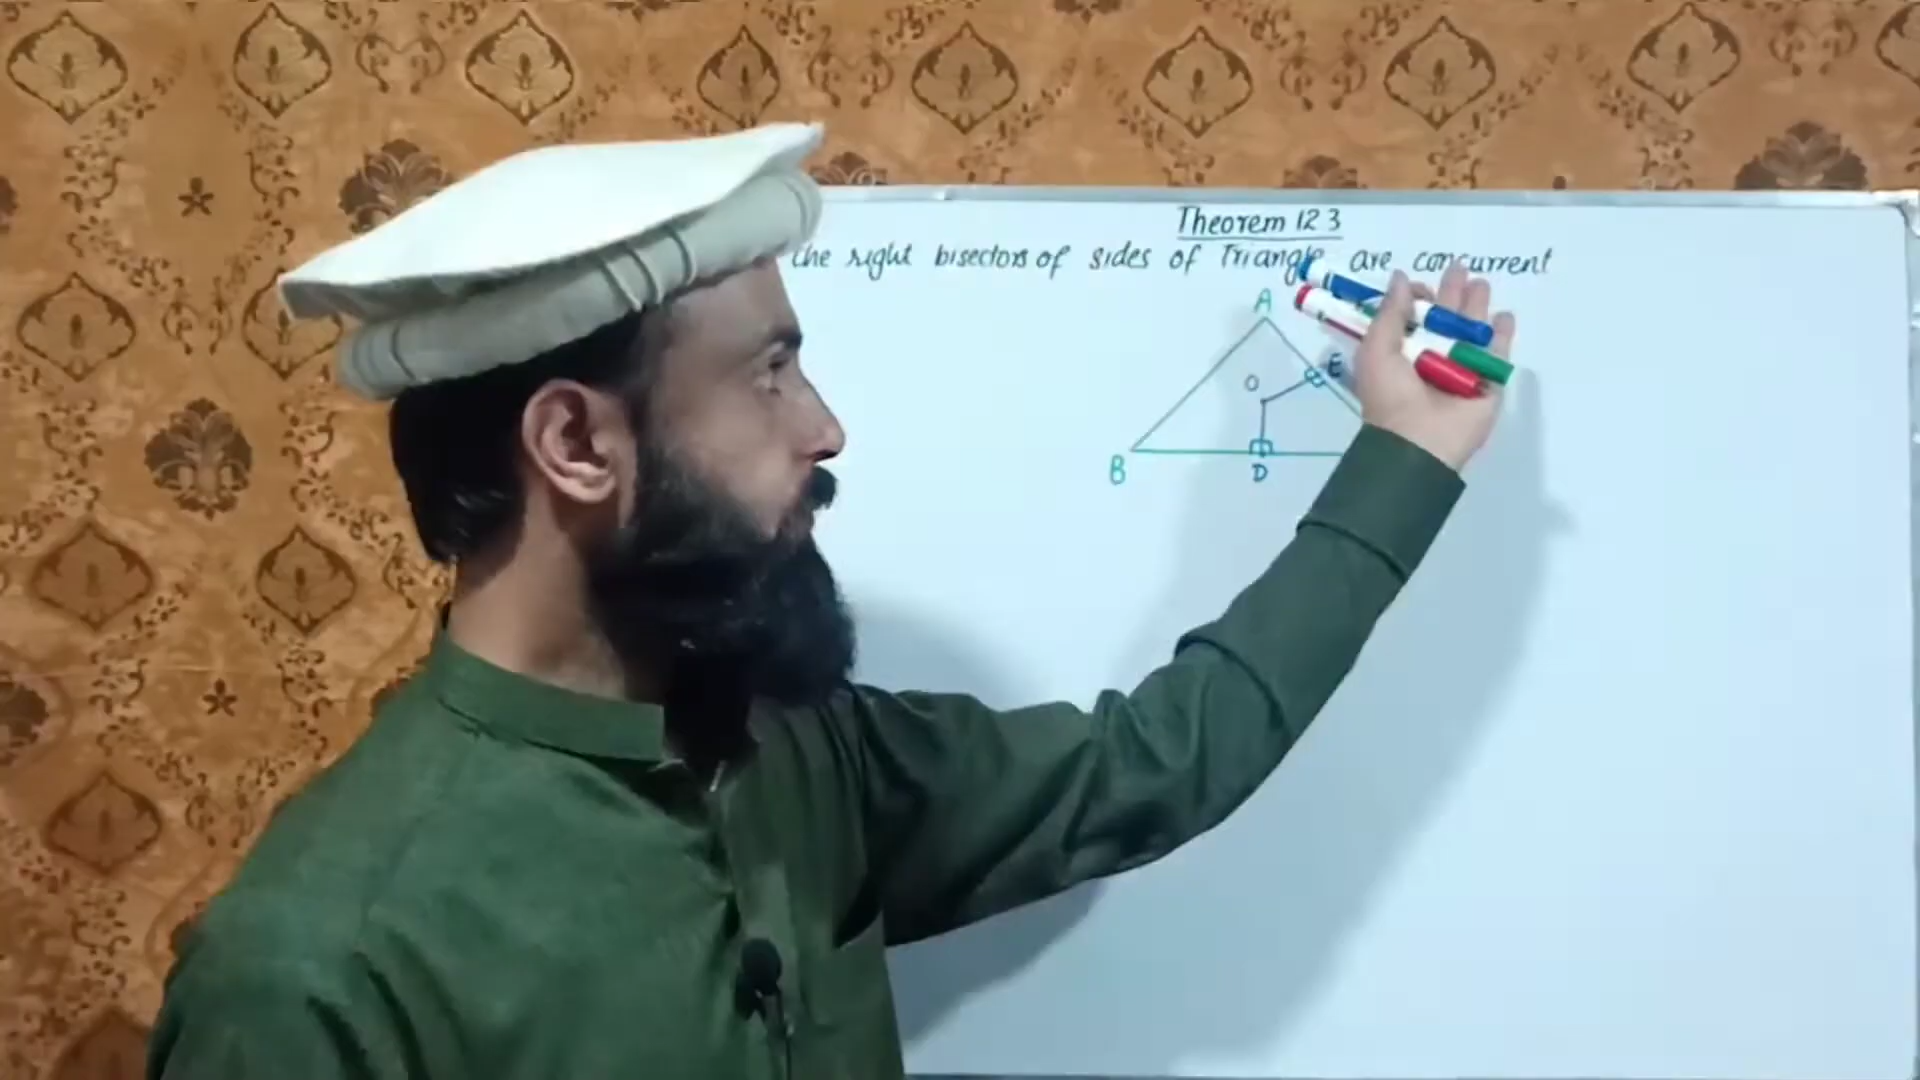 Theorem 12 3
the right bisectors of sides of Triangle are concurrent
A
E
O
B
D